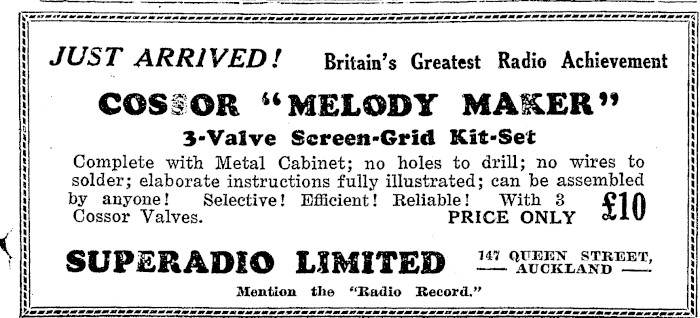 JUST ARRIVED! Britain's Greatest Radio Achievement
COSSOR "MELODY MAKER"
3-Valve Screen-Grid Kit-Set
Complete with Metal Cabinet; no holes to drill; no wires to
solder; elaborate instructions fully illustrated; can be assembled
by anyone! Selective! Efficient! Reliable! With 3
Cossor Valves. PRICE ONLY £10
SUPERADIO LIMITED 147 QUEEN STREET,
AUCKLAND
Mention the "Radio Record."